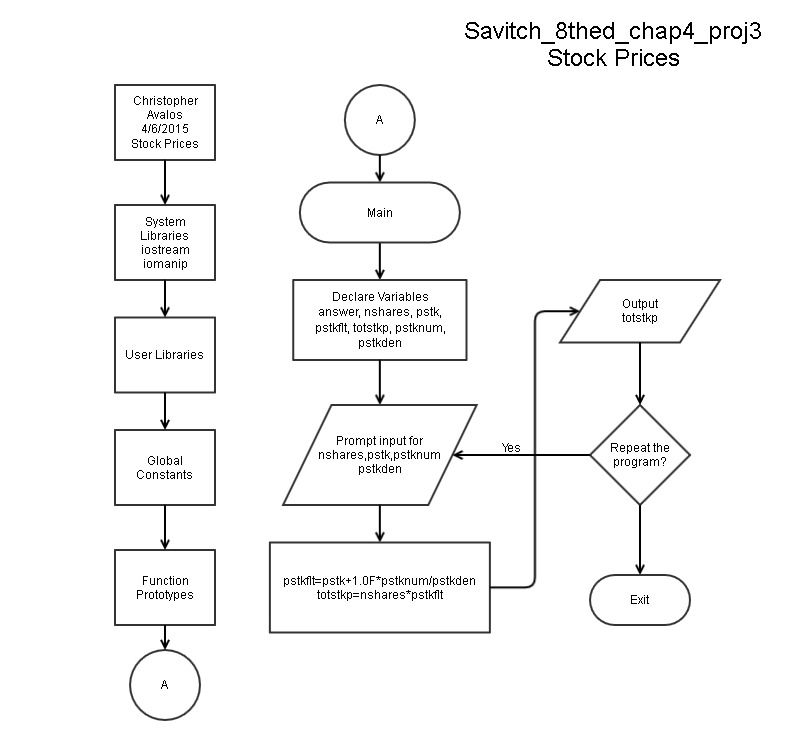 Savitch_8thed_chap4_proj3
Stock Prices
Christopher
Avalos
4/6/2015
Stock Prices
System
Libraries
iostream
iomanip
User Libraries
Global
Constants
Function
Prototypes
A
A
Main
Declare Variables
answer, nshares, pstk,
pstkflt, totstkp, pstknum,
pstkden
Prompt input for
nshares,pstk,pstknum
pstkden
pstkflt=pstk+1.0F*pstknum/pstkden
totstkp=nshares*pstkflt
Output
totstkp
Repeat the
program?
Yes
Exit